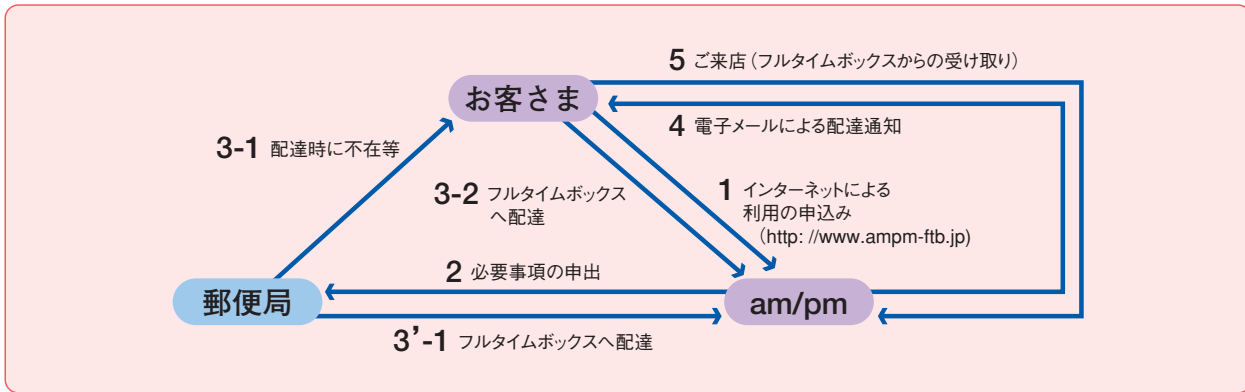 5 ご来店（フルタイムボックスからの受け取り）
お客さま
4 電子メールによる配達通知
3-1 配達時に不在等
3-2 フルタイムボックス
へ配達
1 インターネットによる
利用の申込み
（http: //www.ampm-ftb.jp)
2 必要事項の申出
郵便局
am/pm
3’-1 フルタイムボックスへ配達